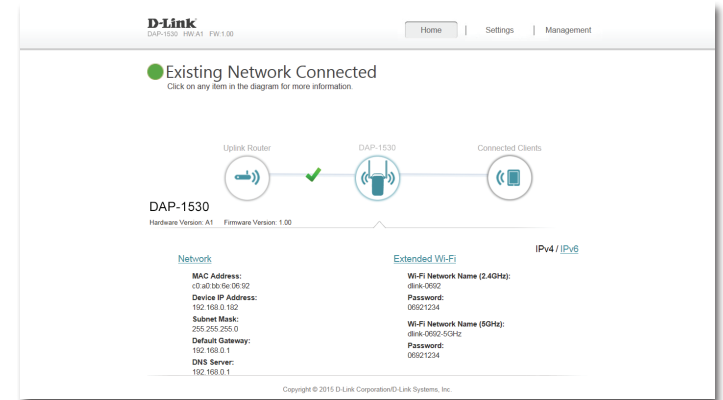 D-Link
DAP-1530 HW:A1 FW:1.00
Home | Settings | Management
Existing Network Connected
Click on any item in the diagram for more information.
Uplink Router
DAP-1530
Connected Clients
DAP-1530
Hardware Version: A1 Firmware Version: 1.00
IPv4 / IPv6
Network
MAC Address:
c0:a0:bb:6e:06:92
Device IP Address:
192.168.0.182
Subnet Mask:
255.255.255.0
Default Gateway:
192.168.0.1
DNS Server:
192.168.0.1
Extended Wi-Fi
Wi-Fi Network Name (2.4GHz):
dlink-0692
Password:
06921234
Wi-Fi Network Name (5GHz):
dlink-0692-5GHz
Password:
06921234
Copyright © 2015 D-Link Corporation/D-Link Systems, Inc.